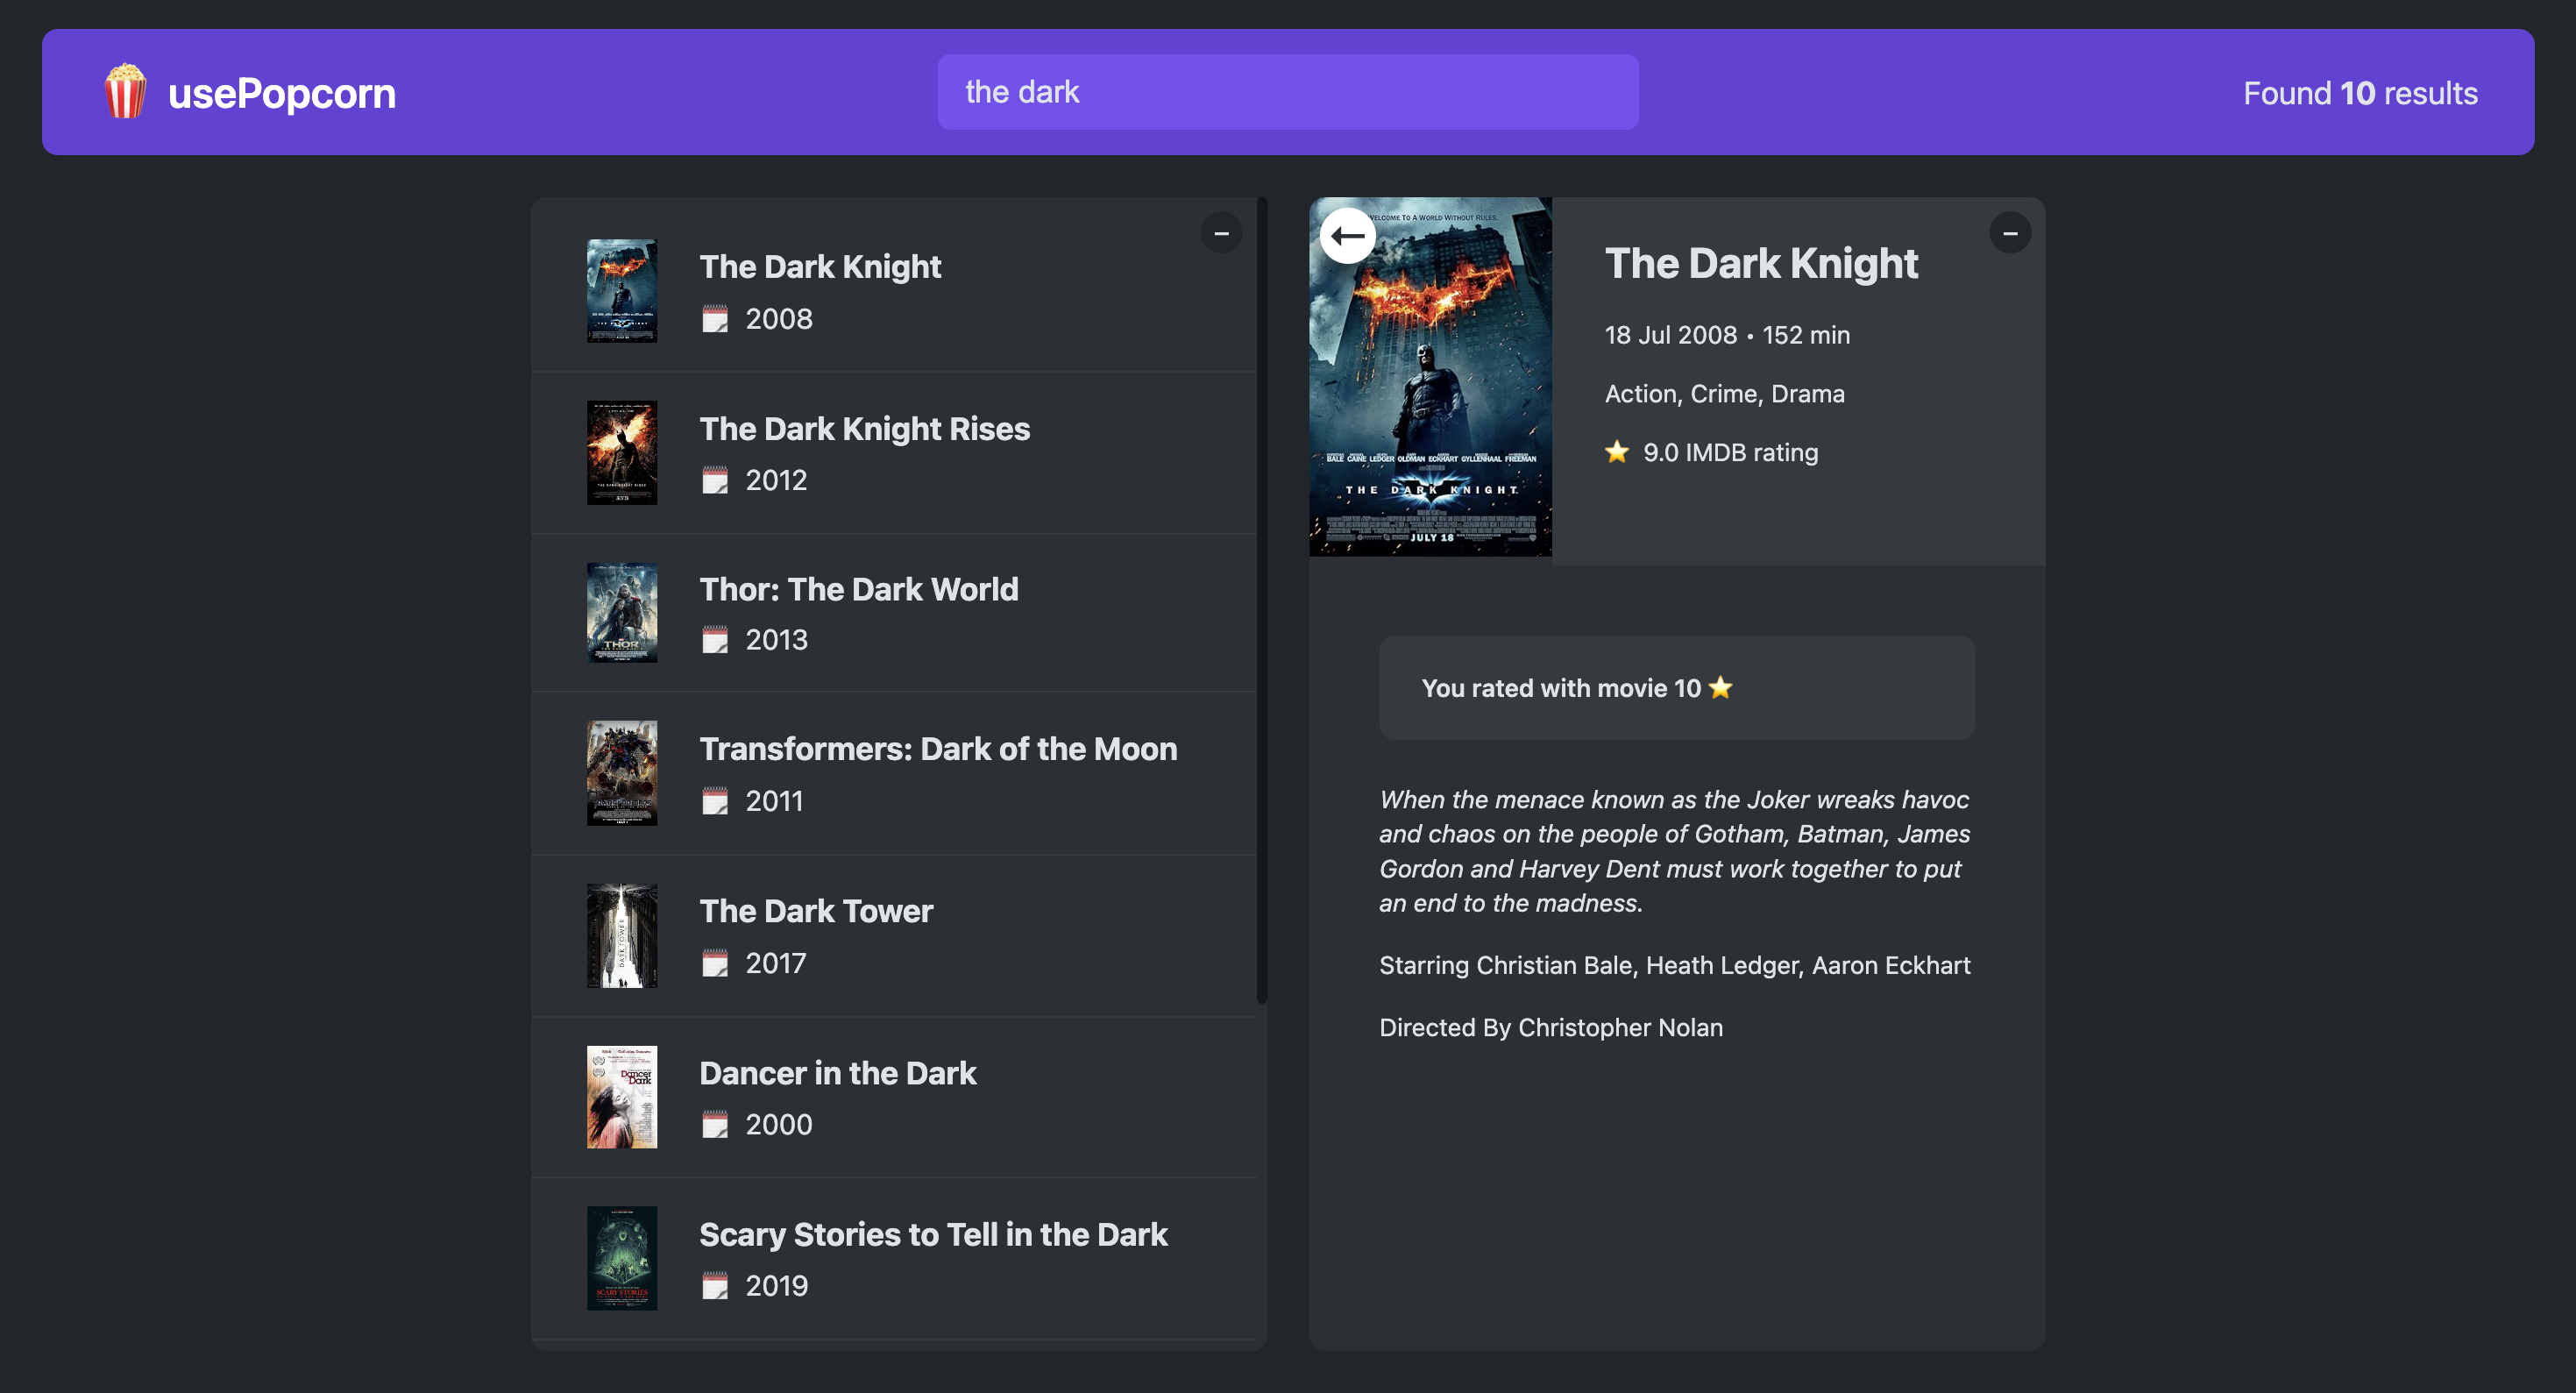 usePopcorn
the dark
Found 10 results
The Dark Knight
2008
The Dark Knight Rises
2012
Thor: The Dark World
2013
Transformers: Dark of the Moon
2011
The Dark Tower
2017
Dancer in the Dark
2000
Scary Stories to Tell in the Dark
2019
WELCOME TO A WORLD WITHOUT RULES.
BALE CAINE LEDGER OLDMAN ECKHART GYLLENHAAL FREEMAN
THE DARK KNIGHT
JULY 18
The Dark Knight
18 Jul 2008 • 152 min
Action, Crime, Drama
9.0 IMDB rating
You rated with movie 10
When the menace known as the Joker wreaks havoc
and chaos on the people of Gotham, Batman, James
Gordon and Harvey Dent must work together to put
an end to the madness.
Starring Christian Bale, Heath Ledger, Aaron Eckhart
Directed By Christopher Nolan